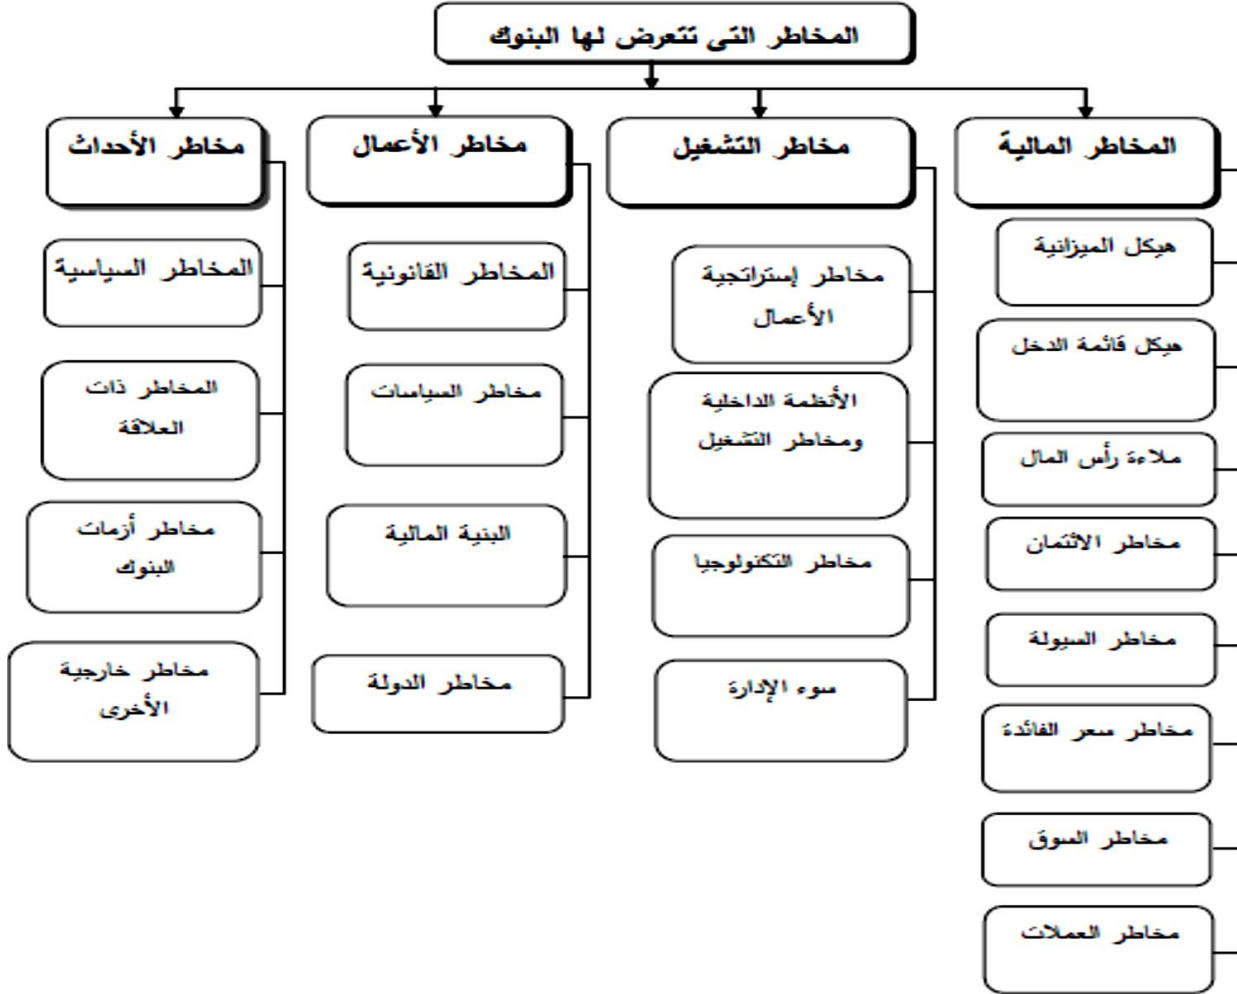 المخاطر التى تتعرض لها البنوك
المخاطر المالية
هيكل الميزانية
هيكل قائمة الدخل
ملاءة رأس المال
مخاطر الائتمان
مخاطر السيولة
مخاطر سعر الفائدة
مخاطر السوق
مخاطر العملات
مخاطر التشغيل
مخاطر إستراتجية
الأعمال
الأنظمة الداخلية
ومخاطر التشغيل
مخاطر التكنولوجيا
سوء الإدارة
مخاطر الأعمال
المخاطر القانونية
مخاطر السياسات
البنية المالية
مخاطر الدولة
مخاطر الأحداث
المخاطر السياسية
المخاطر ذات
العلاقة
مخاطر أزمات
البنوك
مخاطر خارجية
الأخرى